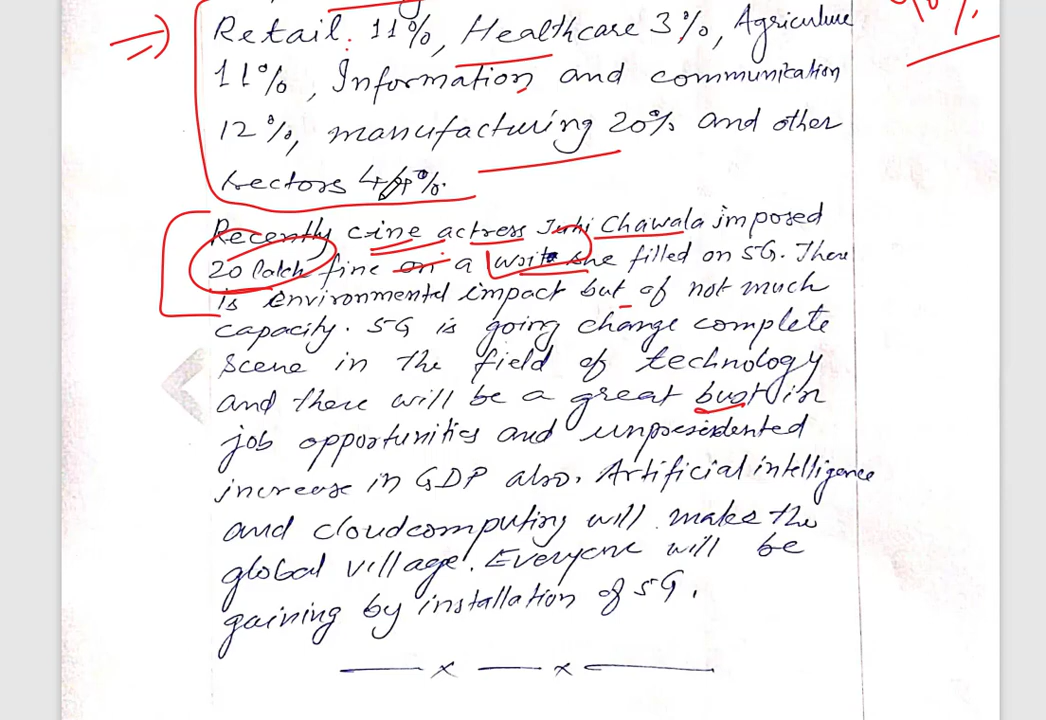 Retail. 11%, Healthcare 3%, Agriculture
11%, Information and communication
12%, manufacturing 20% and other
sectors
Recently cine actress Juhi Chawala imposed
20 lakh fine on a write she filled on 5G. There
is environmental impact but of not much
capacity. 5G is going change complete
scene in the field of technology
and there will be a great bust in
job opportunities and unpresidented
increase in GDP also. Artificial intelligence
and cloudcomputing will makes the
global village. Everyone will be
gaining by installation of 5G.